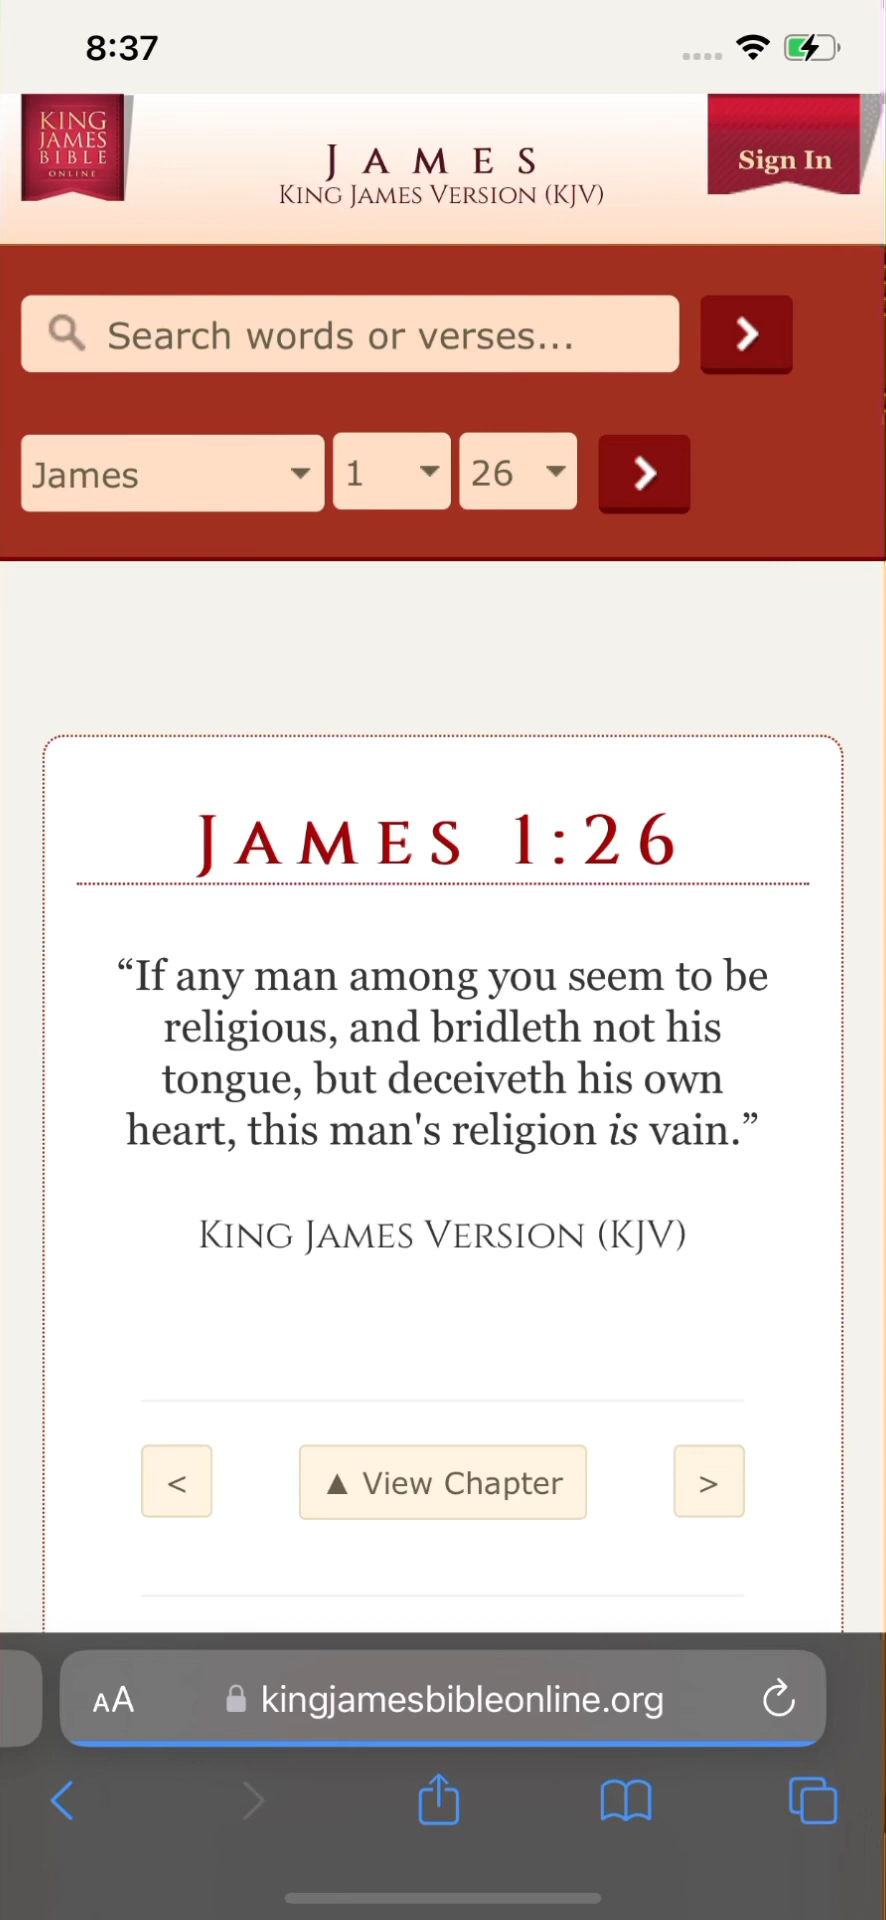 8:37
KING
JAMES
BIBLE
ONLINE
JAMES
KING JAMES VERSION (KJV)
Sign In
Search words or verses...
James 1 26
JAMES 1:26
“If any man among you seem to be
religious, and bridleth not his
tongue, but deceiveth his own
heart, this man's religion is vain.”
KING JAMES VERSION (KJV)
< ▲ View Chapter >
AA kingjamesbibleonline.org